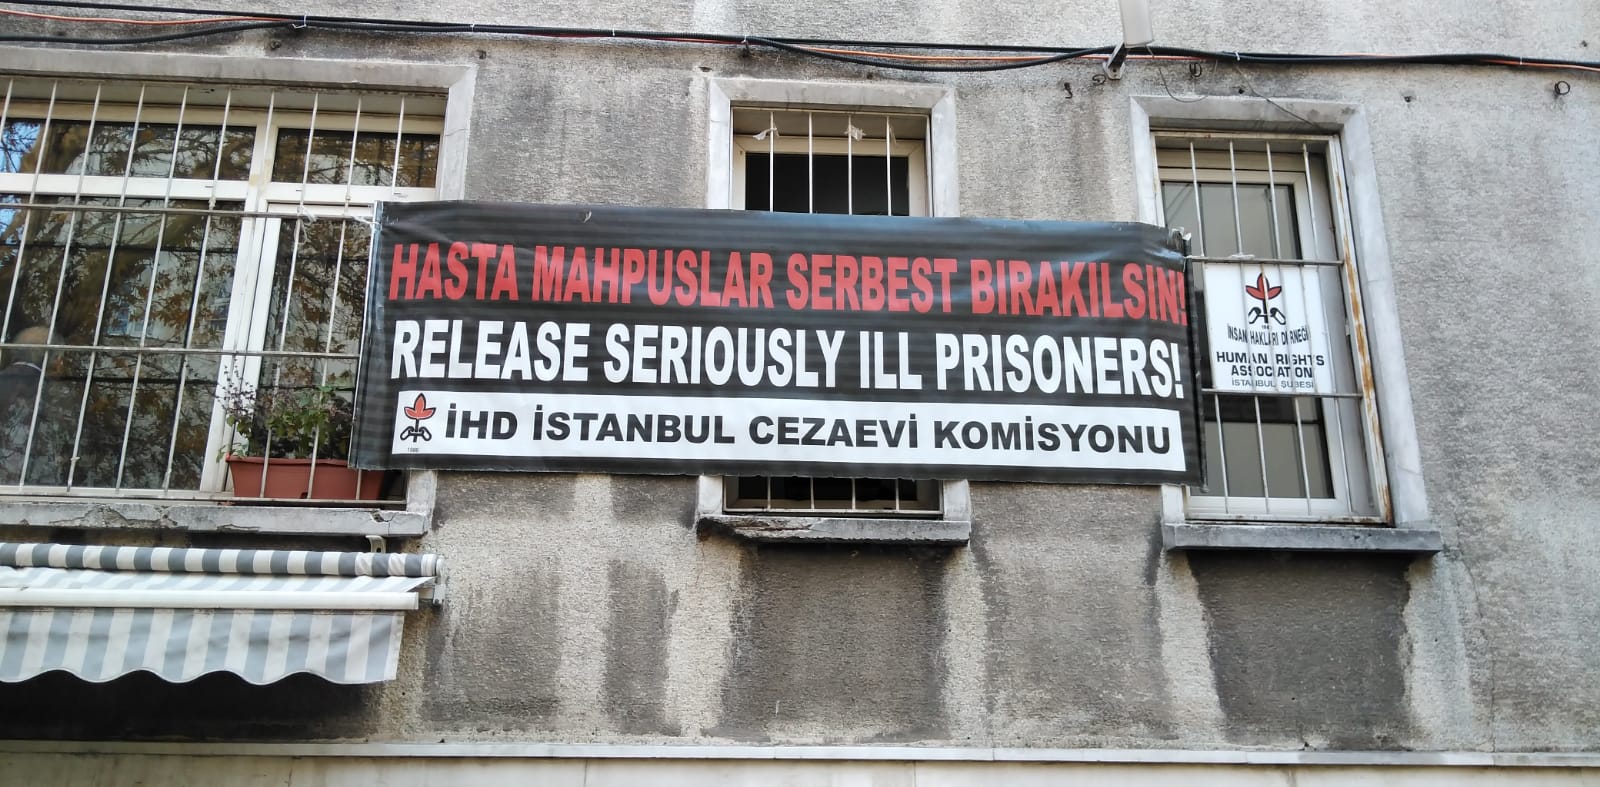 HASTA MAHPUSLAR SERBEST BIRAKILSIN!
RELEASE SERIOUSLY ILL PRISONERS!
İHD İSTANBUL CEZAEVİ KOMİSYONU
1986
İNSAN HAKLARI DERNEĞİ
HUMAN RIGHTS
ASSOCIATION
İSTANBUL ŞUBESİ